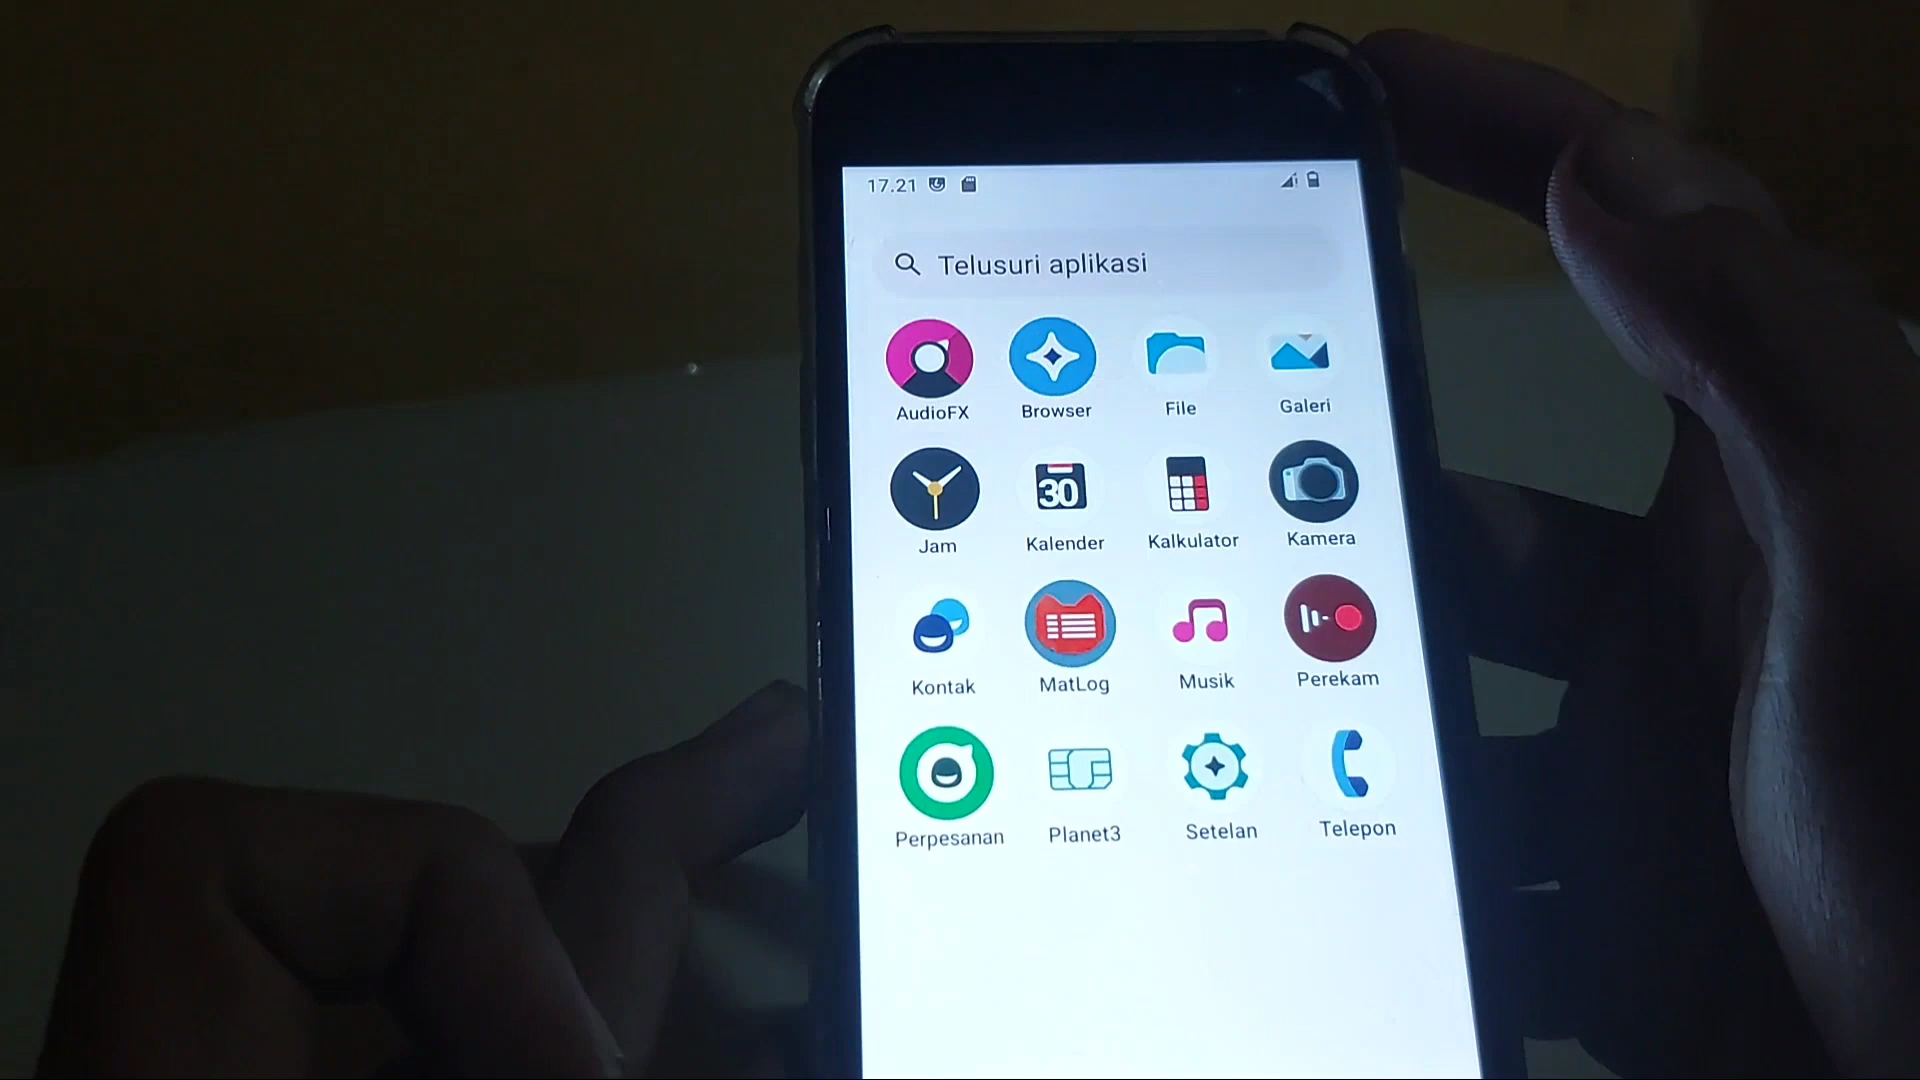 17.21
Telusuri aplikasi
AudioFX Browser File Galeri
30
Jam Kalender Kalkulator Kamera
Kontak MatLog Musik Perekam
Perpesanan Planet3 Setelan Telepon